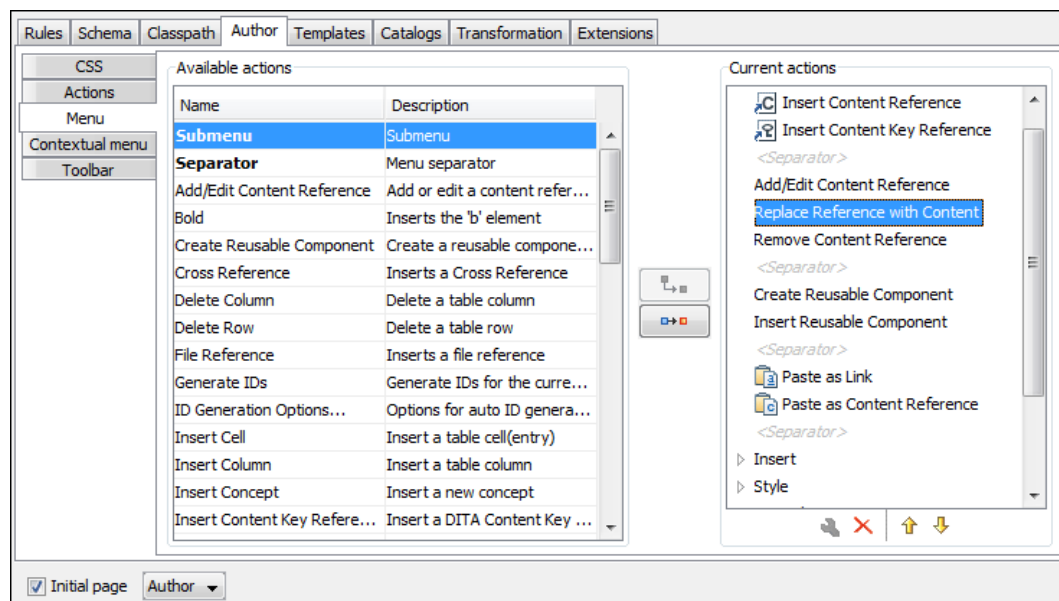 Rules Schema Classpath Author Templates Catalogs Transformation Extensions
CSS
Actions
Menu
Contextual menu
Toolbar
Available actions
Name Description
Submenu Submenu
Separator Menu separator
Add/Edit Content Reference Add or edit a content refer...
Bold Inserts the 'b' element
Create Reusable Component Create a reusable compone...
Cross Reference Inserts a Cross Reference
Delete Column Delete a table column
Delete Row Delete a table row
File Reference Inserts a file reference
Generate IDs Generate IDs for the curre...
ID Generation Options... Options for auto ID genera...
Insert Cell Insert a table cell(entry)
Insert Column Insert a table column
Insert Concept Insert a new concept
Insert Content Key Refere... Insert a DITA Content Key ...
Current actions
Insert Content Reference
Insert Content Key Reference
<Separator>
Add/Edit Content Reference
Replace Reference with Content
Remove Content Reference
<Separator>
Create Reusable Component
Insert Reusable Component
<Separator>
Paste as Link
Paste as Content Reference
<Separator>
Insert
Style
Initial page Author